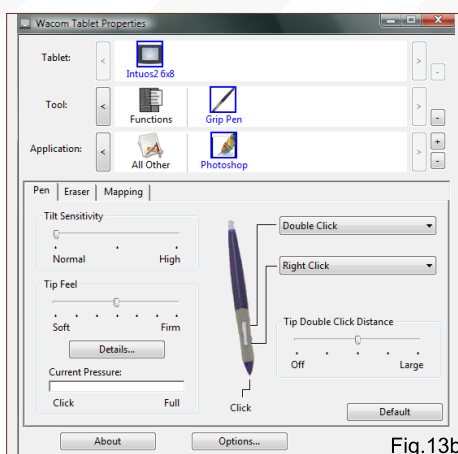 Wacom Tablet Properties
Tablet:
Intuos2 6x8
Tool:
Functions
Grip Pen
Application:
All Other
Photoshop
Pen Eraser Mapping
Tilt Sensitivity
Normal High
Double Click
Right Click
Tip Feel
Soft Firm
Details...
Current Pressure:
Click Full
Click
Tip Double Click Distance
Off Large
Default
About Options...
Fig.13b